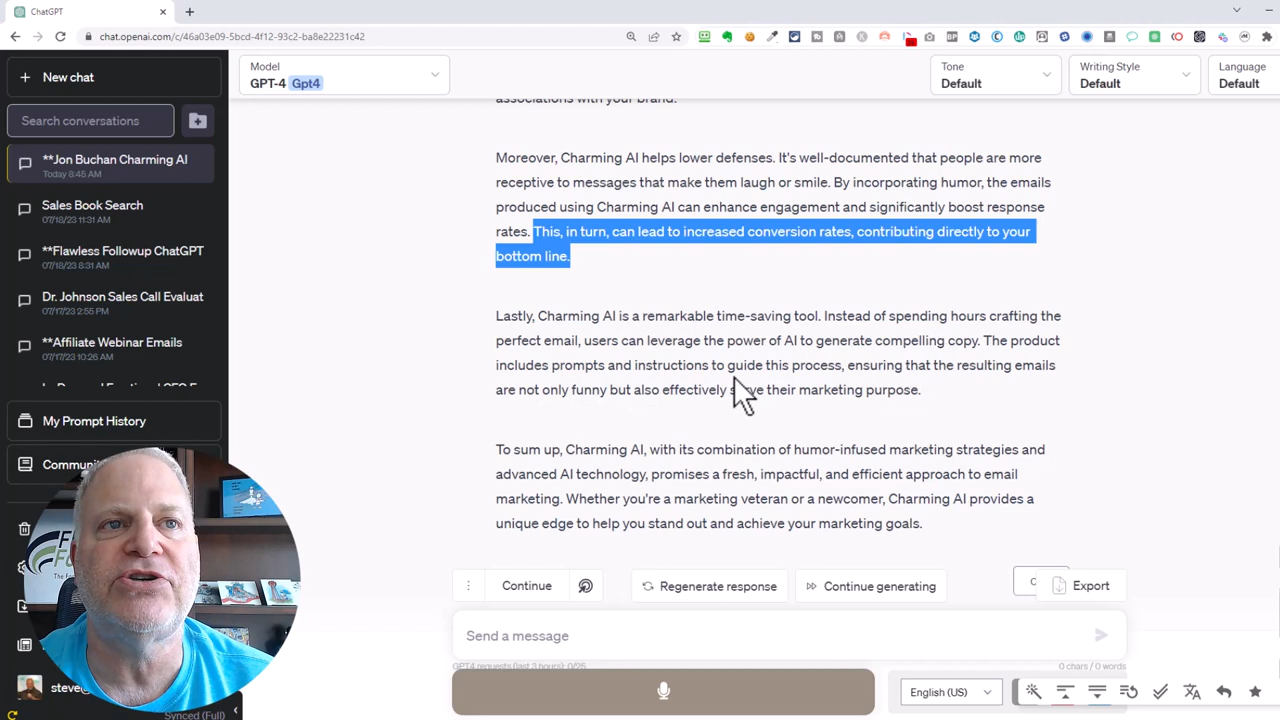 ChatGPT
chat.openai.com/c/46a03e09-5bcd-4f12-93c2-ba8e22231c42
New chat
Search conversations
**Jon Buchan Charming AI
Today 8:45 AM
Sales Book Search
07/18/23 11:31 AM
**Flawless Followup ChatGPT
07/18/23 8:31 AM
Dr. Johnson Sales Call Evaluat
07/17/23 2:55 PM
**Affiliate Webinar Emails
07/17/23 10:26 AM
My Prompt History
steve@
Synced (Full)
Model
GPT-4 Gpt4
Tone
Default
Writing Style
Default
Language
Default
associations with your brand.
Moreover, Charming AI helps lower defenses. It's well-documented that people are more
receptive to messages that make them laugh or smile. By incorporating humor, the emails
produced using Charming AI can enhance engagement and significantly boost response
rates. This, in turn, can lead to increased conversion rates, contributing directly to your
bottom line.
Lastly, Charming AI is a remarkable time-saving tool. Instead of spending hours crafting the
perfect email, users can leverage the power of AI to generate compelling copy. The product
includes prompts and instructions to guide this process, ensuring that the resulting emails
are not only funny but also effectively serve their marketing purpose.
To sum up, Charming AI, with its combination of humor-infused marketing strategies and
advanced AI technology, promises a fresh, impactful, and efficient approach to email
marketing. Whether you're a marketing veteran or a newcomer, Charming AI provides a
unique edge to help you stand out and achieve your marketing goals.
Continue
Regenerate response
Continue generating
Export
Send a message
GPT4 requests (last 3 hours): 0/25
0 chars / 0 words
English (US)